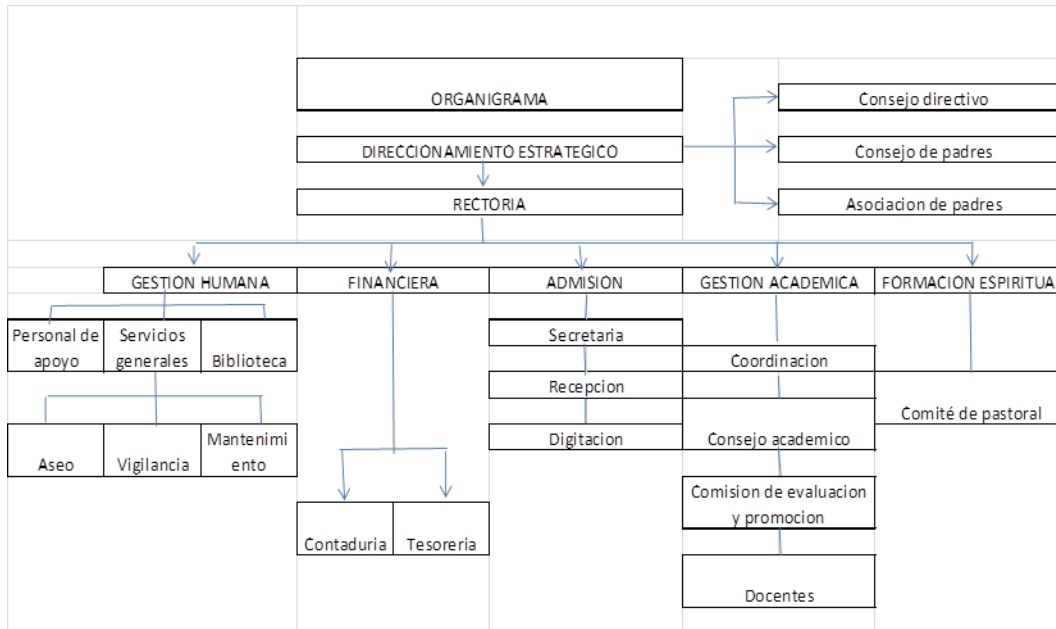 ORGANIGRAMA
Consejo directivo
DIRECCIONAMIENTO ESTRATEGICO
Consejo de padres
RECTORIA
Asociacion de padres
GESTION HUMANA
FINANCIERA
ADMISION
GESTION ACADEMICA
FORMACION ESPIRITUA
Personal de
apoyo
Servicios
generales
Biblioteca
Secretaria
Coordinacion
Recepcion
Comité de pastoral
Aseo
Vigilancia
Mantenimi
ento
Digitacion
Consejo academico
Contaduria
Tesoreria
Comision de evaluacion
y promocion
Docentes